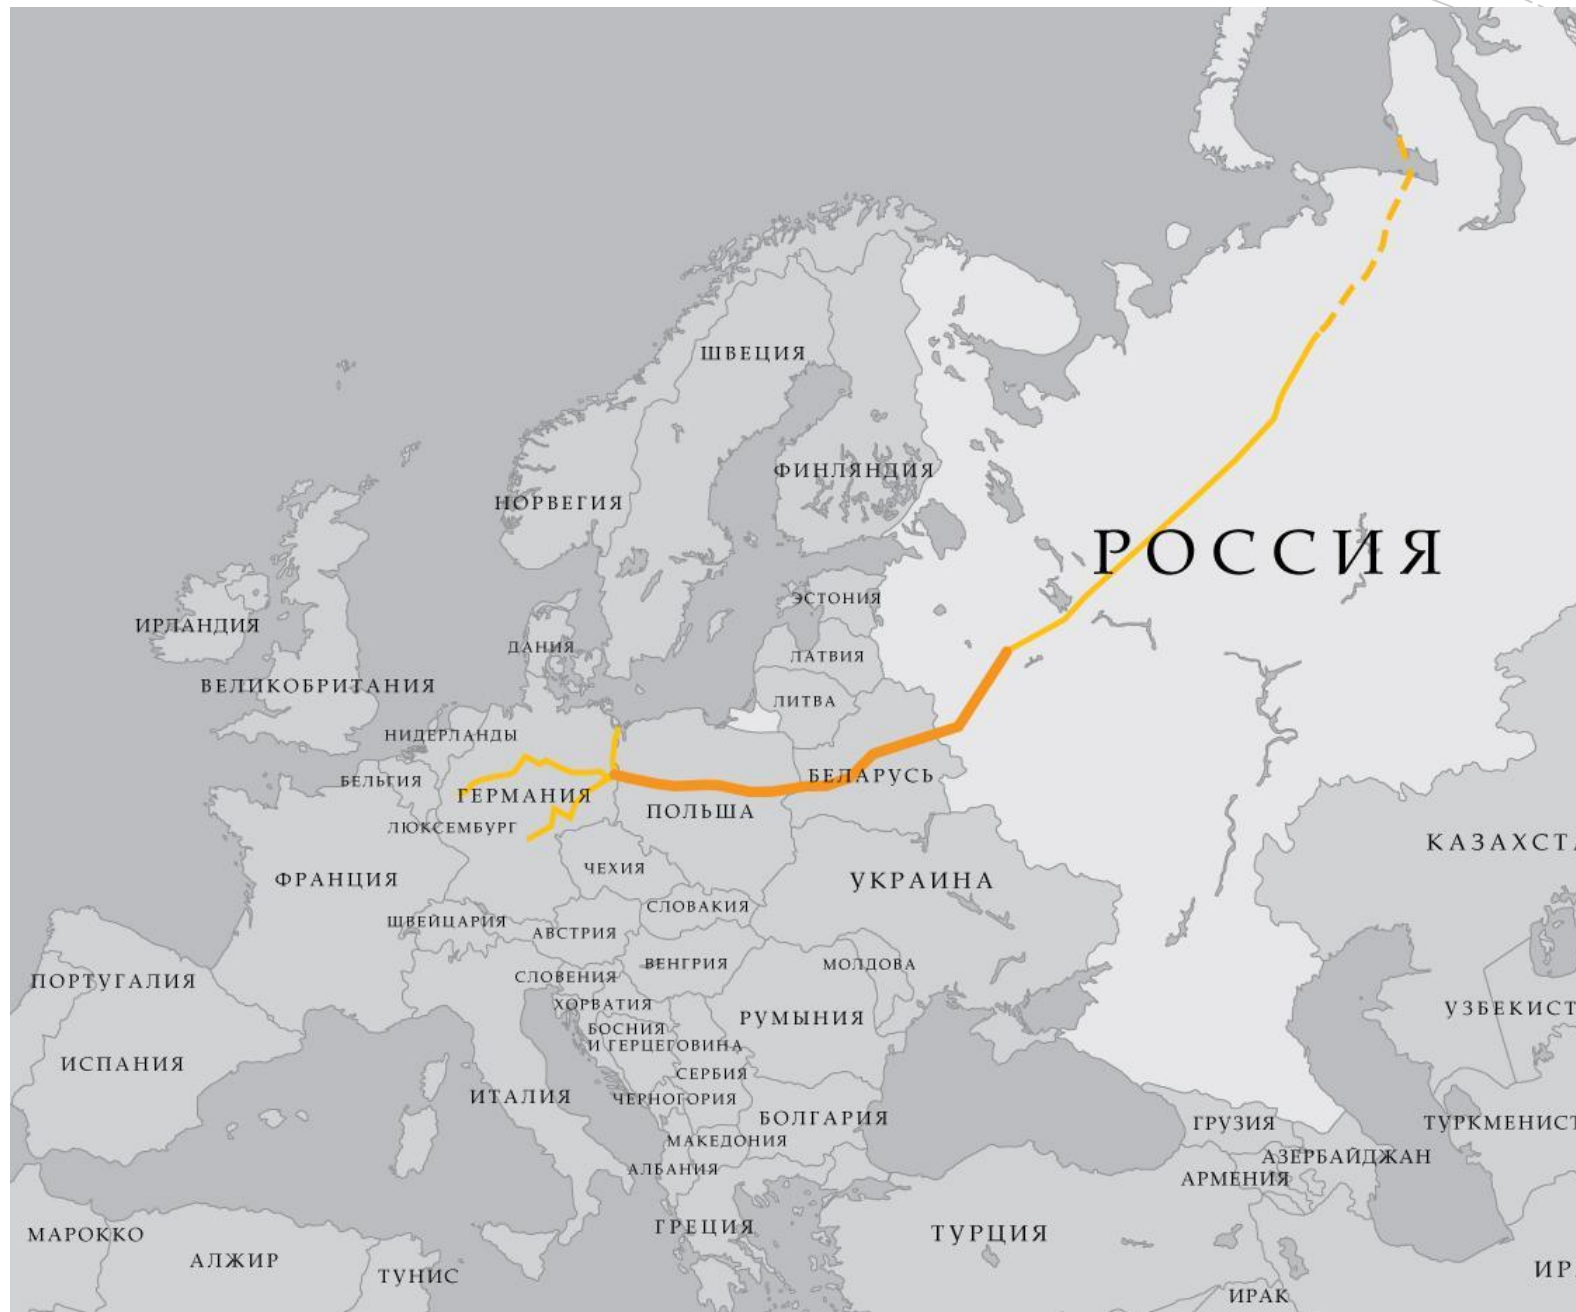 ШВЕЦИЯ
ФИНЛЯНДИЯ
НОРВЕГИЯ
РОССИЯ
ЭСТОНИЯ
ИРЛАНДИЯ
ДАНИЯ
ЛАТВИЯ
ВЕЛИКОБРИТАНИЯ
ЛИТВА
НИДЕРЛАНДЫ
БЕЛЬГИЯ
БЕЛАРУСЬ
ГЕРМАНИЯ
ПОЛЬША
ЛЮКСЕМБУРГ
КАЗАХСТА
ЧЕХИЯ
ФРАНЦИЯ
УКРАИНА
СЛОВАКИЯ
ШВЕЙЦАРИЯ
АВСТРИЯ
ВЕНГРИЯ
МОЛДОВА
СЛОВЕНИЯ
ПОРТУГАЛИЯ
ХОРВАТИЯ
УЗБЕКИСТ
РУМЫНИЯ
БОСНИЯ
И ГЕРЦЕГОВИНА
ИСПАНИЯ
СЕРБИЯ
ИТАЛИЯ
ЧЕРНОГОРИЯ
БОЛГАРИЯ
ГРУЗИЯ
ТУРКМЕНИСТ
МАКЕДОНИЯ
АЗЕРБАЙДЖАН
АЛБАНИЯ
АРМЕНИЯ
ГРЕЦИЯ
МАРОККО
ТУРЦИЯ
АЛЖИР
ИР
ТУНИС
ИРАК